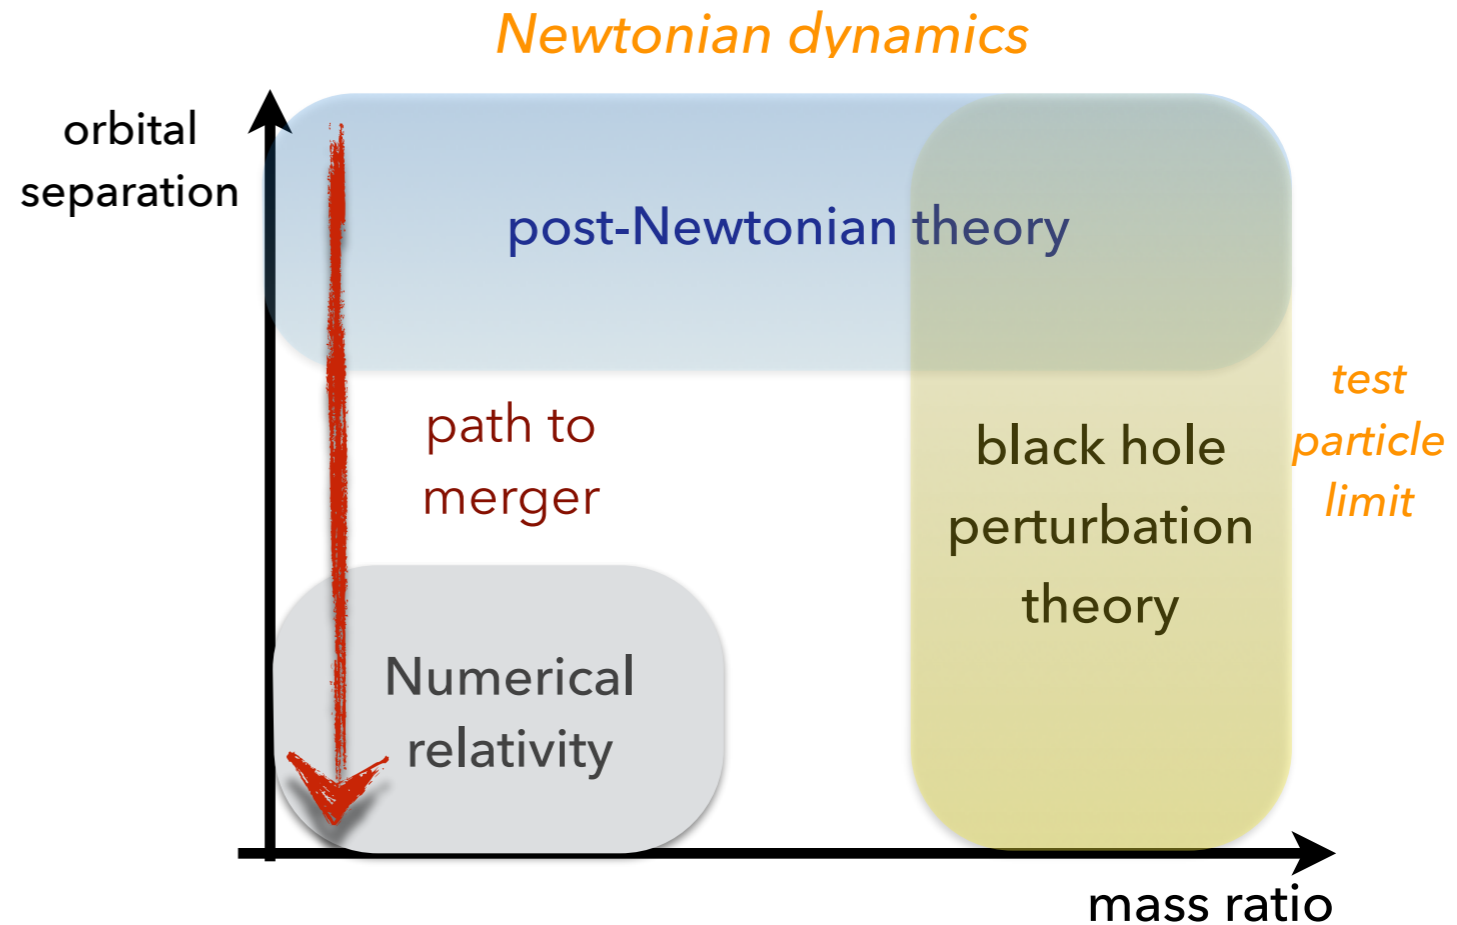 Newtonian dynamics
orbital
separation
post-Newtonian theory
path to
merger
test
particle
limit
black hole
perturbation
theory
Numerical
relativity
mass ratio